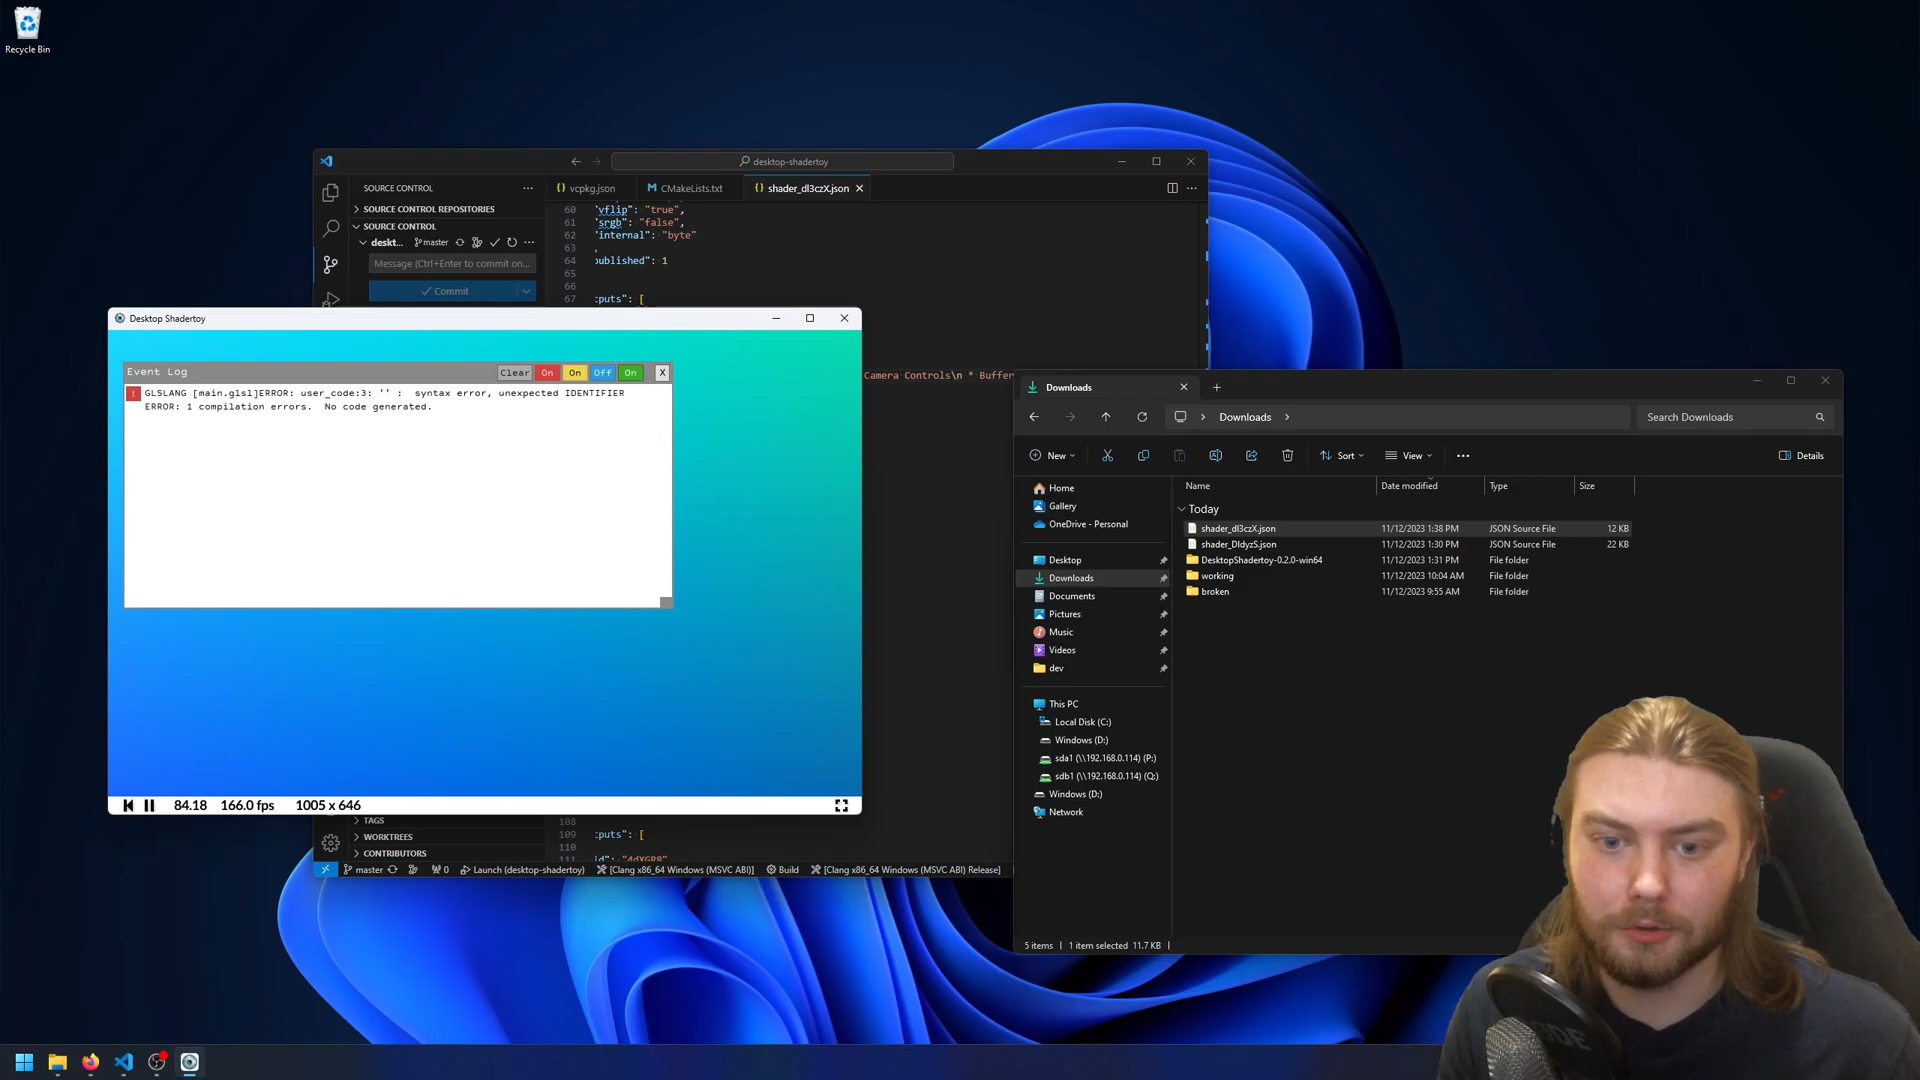 Recycle Bin
desktop-shadertoy
SOURCE CONTROL
vcpkg.json
CMakeLists.txt
shader_dl3czX.json
SOURCE CONTROL REPOSITORIES
SOURCE CONTROL
deskt...
master
Message (Ctrl+Enter to commit on...
Commit
60 "vflip": "true",
61 "srgb": "false",
62 "internal": "byte"
63 ,
64 published": 1
65
66
67 :puts": [
Camera Controls\n * Buffer
Desktop Shadertoy
Event Log
Clear
On
On
Off
On
X
! GLSLANG [main.glsl]ERROR: user_code:3: '' :  syntax error, unexpected IDENTIFIER
ERROR: 1 compilation errors.  No code generated.
84.18
166.0 fps
1005 x 646
TAGS
WORKTREES
CONTRIBUTORS
108
109 :puts": [
110
111 id": "4dXGR8"
master
0
Launch (desktop-shadertoy)
[Clang x86_64 Windows (MSVC ABI)]
Build
[Clang x86_64 Windows (MSVC ABI) Release]
Downloads
Downloads
Search Downloads
New
Sort
View
Details
Home
Gallery
OneDrive - Personal
Desktop
Downloads
Documents
Pictures
Music
Videos
dev
This PC
Local Disk (C:)
Windows (D:)
sda1 (\\192.168.0.114) (P:)
sdb1 (\\192.168.0.114) (Q:)
Windows (D:)
Network
Name Date modified Type Size
Today
shader_dl3czX.json 11/12/2023 1:38 PM JSON Source File 12 KB
shader_DldyzS.json 11/12/2023 1:30 PM JSON Source File 22 KB
DesktopShadertoy-0.2.0-win64 11/12/2023 1:31 PM File folder
working 11/12/2023 10:04 AM File folder
broken 11/12/2023 9:55 AM File folder
5 items
1 item selected 11.7 KB